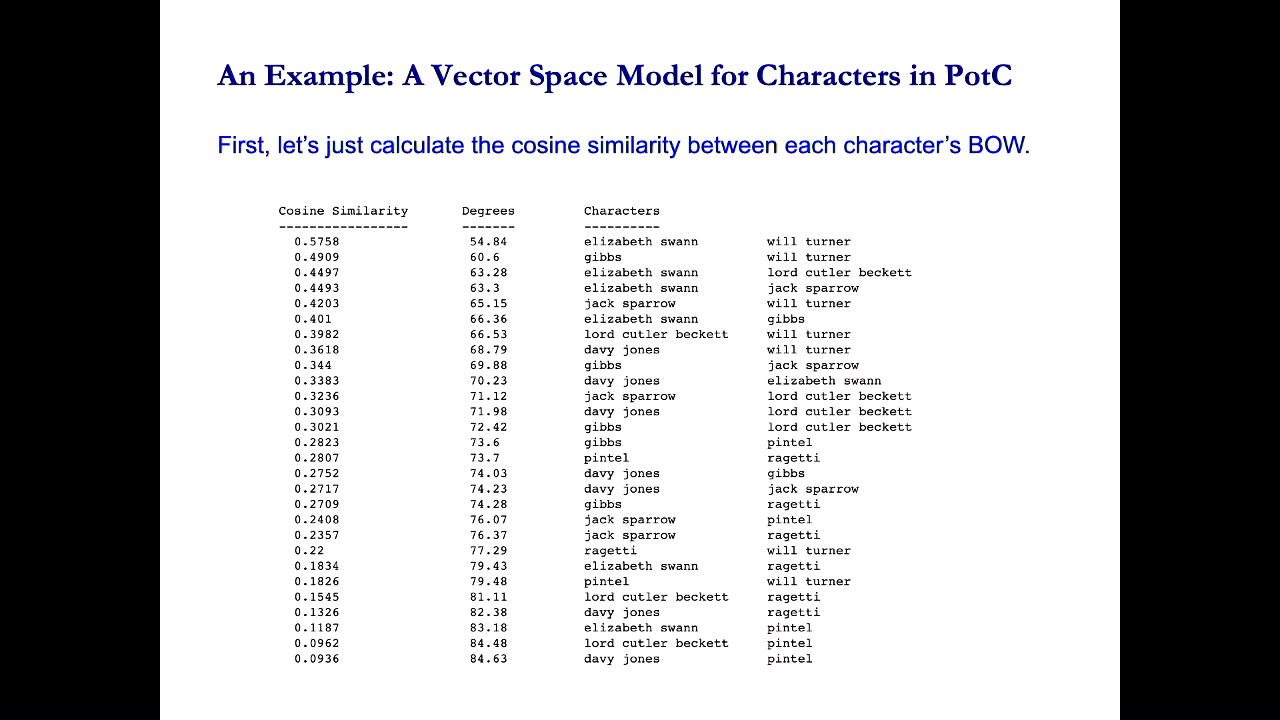 An Example: A Vector Space Model for Characters in PotC
First, let's just calculate the cosine similarity between each character's BOW.
Cosine Similarity Degrees Characters
----------------- ------- ----------
0.5758 54.84 elizabeth swann will turner
0.4909 60.6 gibbs will turner
0.4497 63.28 elizabeth swann lord cutler beckett
0.4493 63.3 elizabeth swann jack sparrow
0.4203 65.15 jack sparrow will turner
0.401 66.36 elizabeth swann gibbs
0.3982 66.53 lord cutler beckett will turner
0.3618 68.79 davy jones will turner
0.344 69.88 gibbs jack sparrow
0.3383 70.23 davy jones elizabeth swann
0.3236 71.12 jack sparrow lord cutler beckett
0.3093 71.98 davy jones lord cutler beckett
0.3021 72.42 gibbs lord cutler beckett
0.2823 73.6 gibbs pintel
0.2807 73.7 pintel ragetti
0.2752 74.03 davy jones gibbs
0.2717 74.23 davy jones jack sparrow
0.2709 74.28 gibbs ragetti
0.2408 76.07 jack sparrow pintel
0.2357 76.37 jack sparrow ragetti
0.22 77.29 ragetti will turner
0.1834 79.43 elizabeth swann ragetti
0.1826 79.48 pintel will turner
0.1545 81.11 lord cutler beckett ragetti
0.1326 82.38 davy jones ragetti
0.1187 83.18 elizabeth swann pintel
0.0962 84.48 lord cutler beckett pintel
0.0936 84.63 davy jones pintel